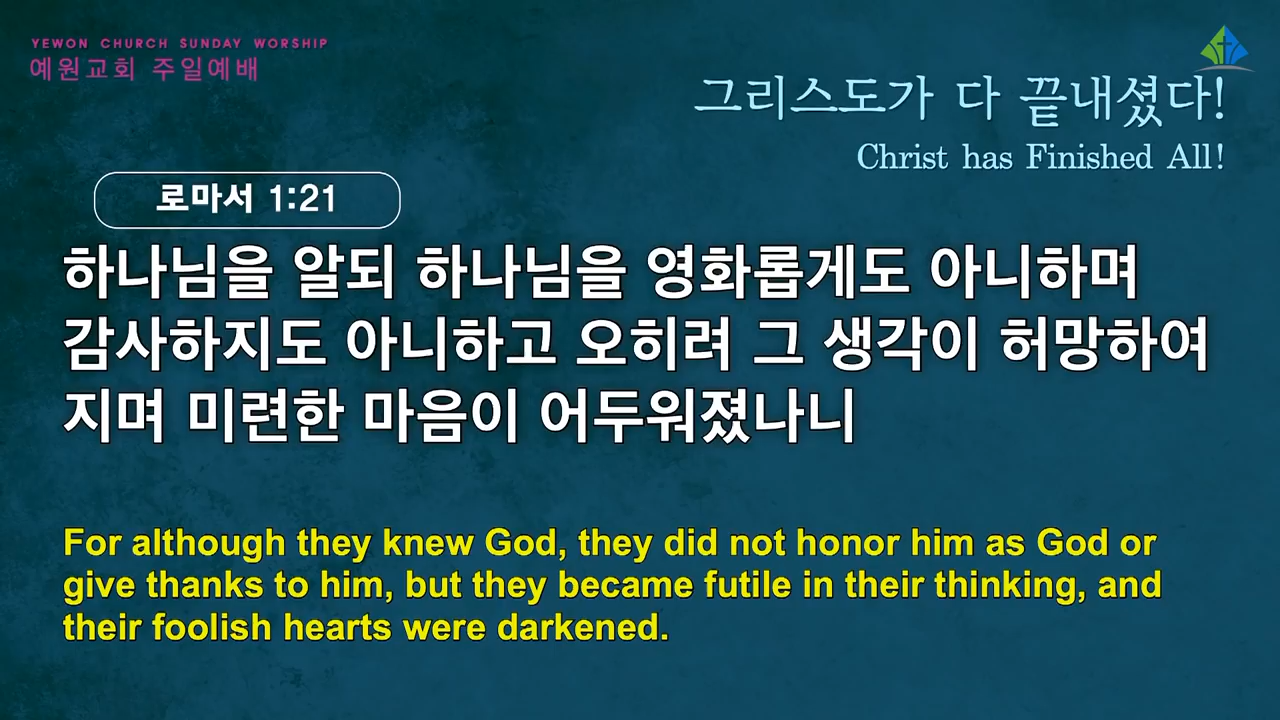 YEWON CHURCH SUNDAY WORSHIP
예원교회 주일예배
그리스도가 다 끝내셨다!
Christ has Finished All!
로마서 1:21
하나님을 알되 하나님을 영화롭게도 아니하며
감사하지도 아니하고 오히려 그 생각이 허망하여
지며 미련한 마음이 어두워졌나니
For although they knew God, they did not honor him as God or
give thanks to him, but they became futile in their thinking, and
their foolish hearts were darkened.